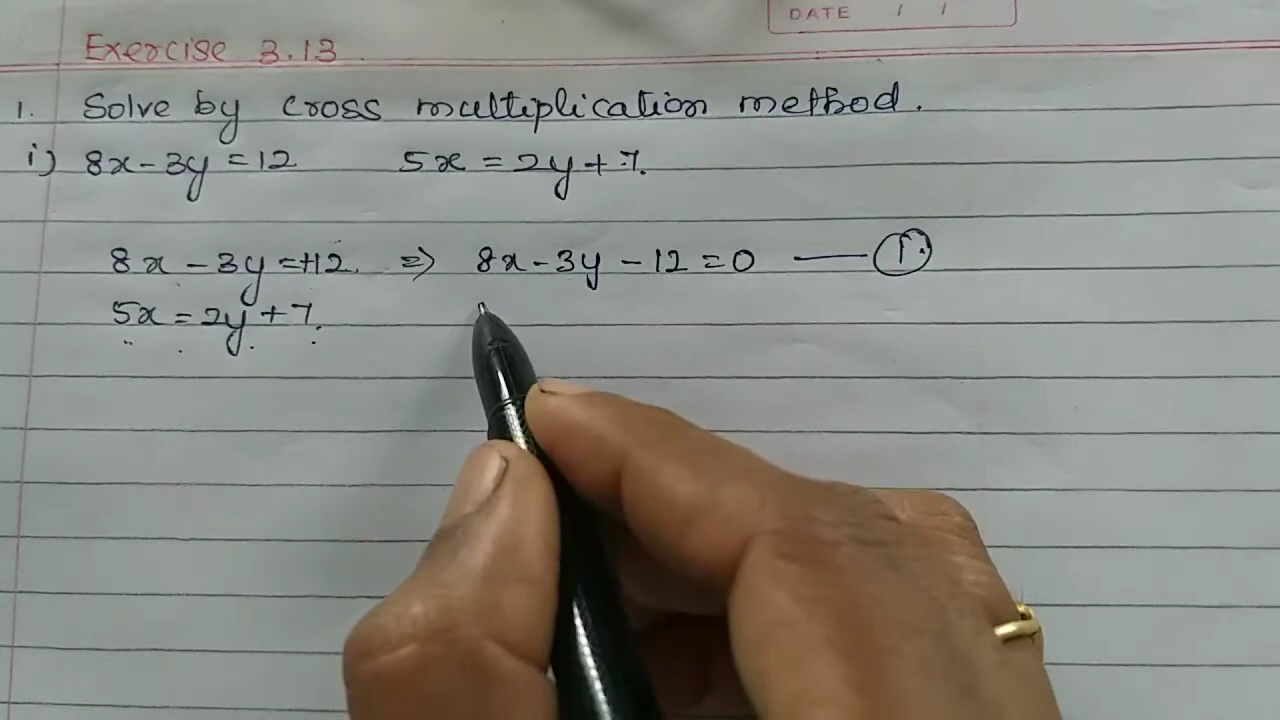 DATE / /
Exercise 3.13.
1. Solve by cross multiplication method.
i) 8x - 3y = 12 5x = 2y + 7.
8x - 3y = +12. ⇒ 8x - 3y - 12 = 0 —— ①
5x = 2y + 7.